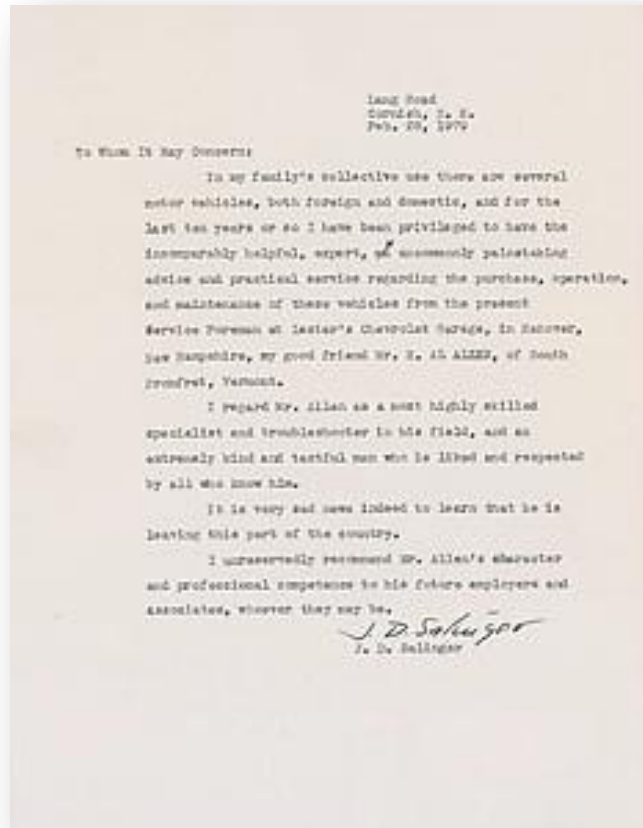 Lang Road
Cornish, N. H.
Feb. 28, 1979
To Whom It May Concern:
In my family's collective use there are several
motor vehicles, both foreign and domestic, and for the
last ten years or so I have been privileged to have the
incomparably helpful, expert, uncommonly painstaking
advice and practical service regarding the purchase, operation,
and maintenance of these vehicles from the present
Service Foreman at Lester's Chevrolet Garage, in Hanover,
New Hampshire, my good friend Mr. AL ALLEN, of South
Pomfret, Vermont.
I regard Mr. Allen as a most highly skilled
specialist and troubleshooter in his field, and an
extremely kind and tactful man who is liked and respected
by all who know him.
It is very sad news indeed to learn that he is
leaving this part of the country.
I unreservedly recommend Mr. Allen's character
and professional competence to his future employers and
associates, whoever they may be.
J. D. Salinger
J. D. Salinger